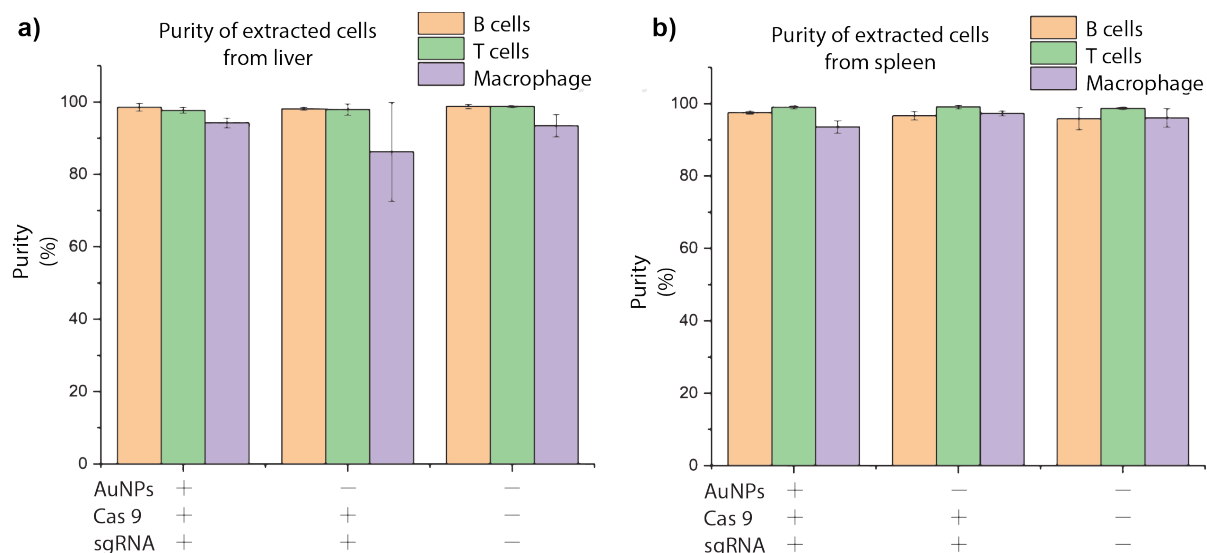 a)
Purity of extracted cells
from liver
B cells
T cells
Macrophage
100
80
60
40
20
0
Purity
(%)
AuNPs + — —
Cas 9 + + —
sgRNA + + —
b)
Purity of extracted cells
from spleen
B cells
T cells
Macrophage
100
80
60
40
20
0
Purity
(%)
AuNPs + — —
Cas 9 + + —
sgRNA + + —